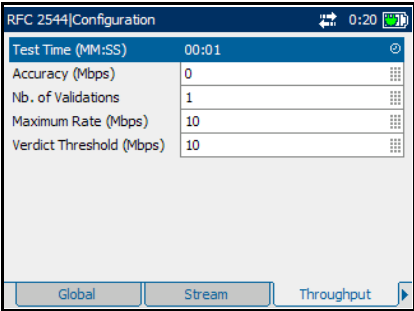 RFC 2544|Configuration 0:20
Test Time (MM:SS) 00:01
Accuracy (Mbps) 0
Nb. of Validations 1
Maximum Rate (Mbps) 10
Verdict Threshold (Mbps) 10
Global Stream Throughput